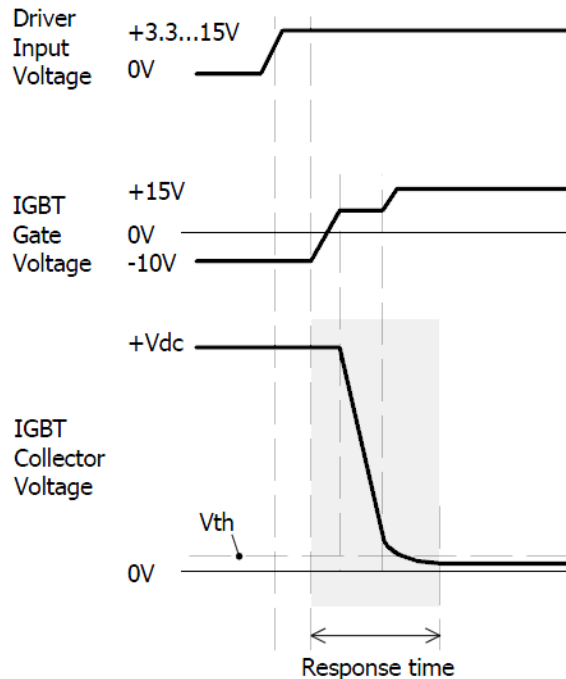 Driver
Input
Voltage
+3.3...15V
0V
IGBT
Gate
Voltage
+15V
0V
-10V
IGBT
Collector
Voltage
+Vdc
Vth
0V
Response time